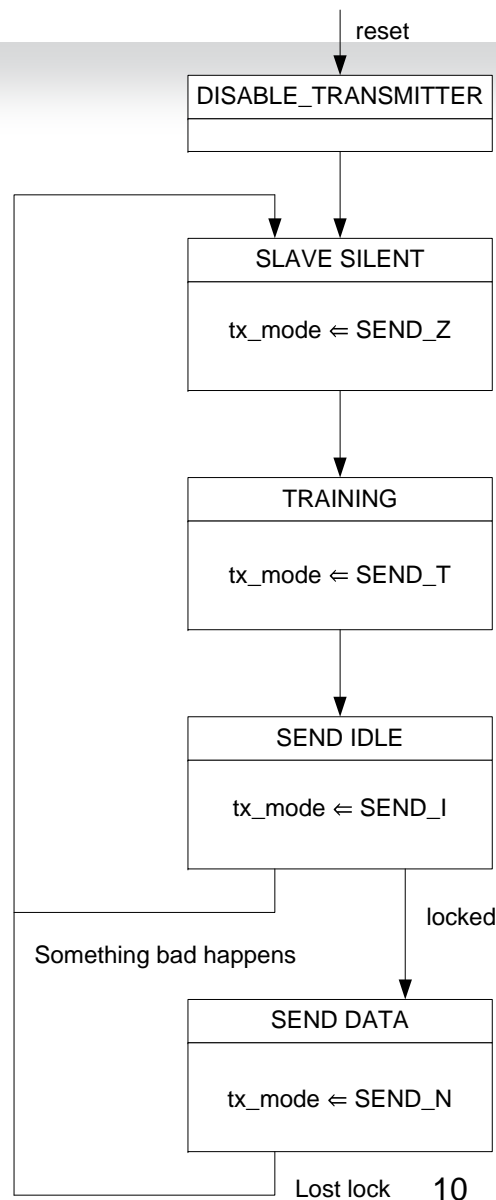 reset
DISABLE_TRANSMITTER
SLAVE SILENT
tx_mode ⇐ SEND_Z
TRAINING
tx_mode ⇐ SEND_T
SEND IDLE
tx_mode ⇐ SEND_I
locked
Something bad happens
SEND DATA
tx_mode ⇐ SEND_N
Lost lock
10